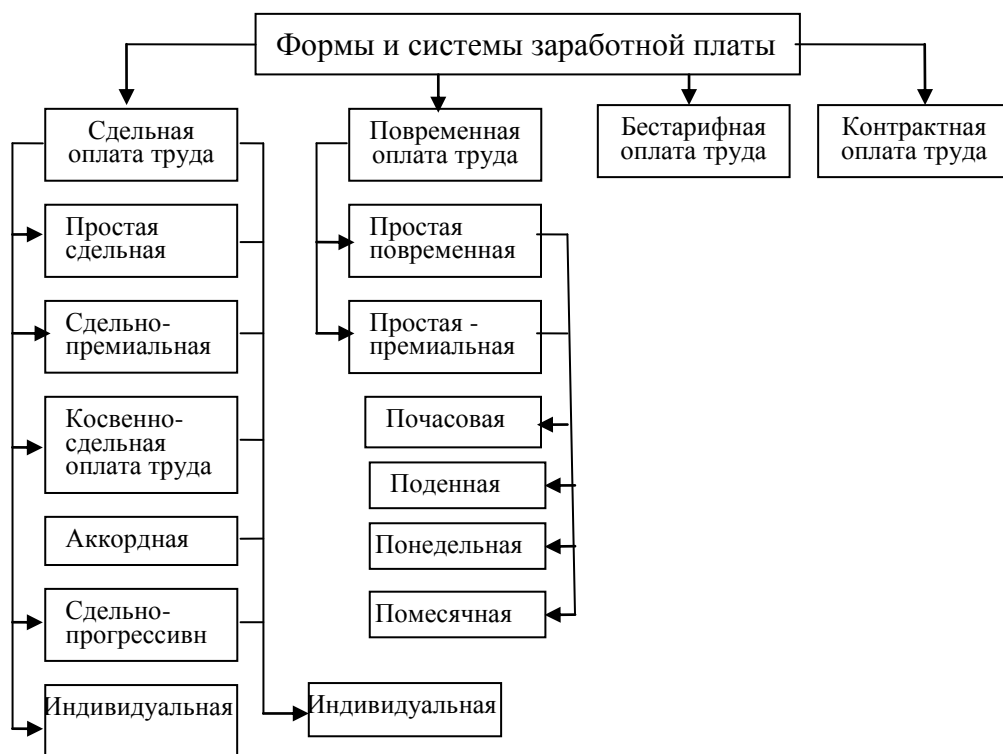 Формы и системы заработной платы
Сдельная
оплата труда
Повременная
оплата труда
Бестарифная
оплата труда
Контрактная
оплата труда
Простая
сдельная
Простая
повременная
Сдельно-
премиальная
Простая -
премиальная
Косвенно-
сдельная
оплата труда
Почасовая
Поденная
Аккордная
Понедельная
Сдельно-
прогрессивн
Помесячная
Индивидуальная
Индивидуальная